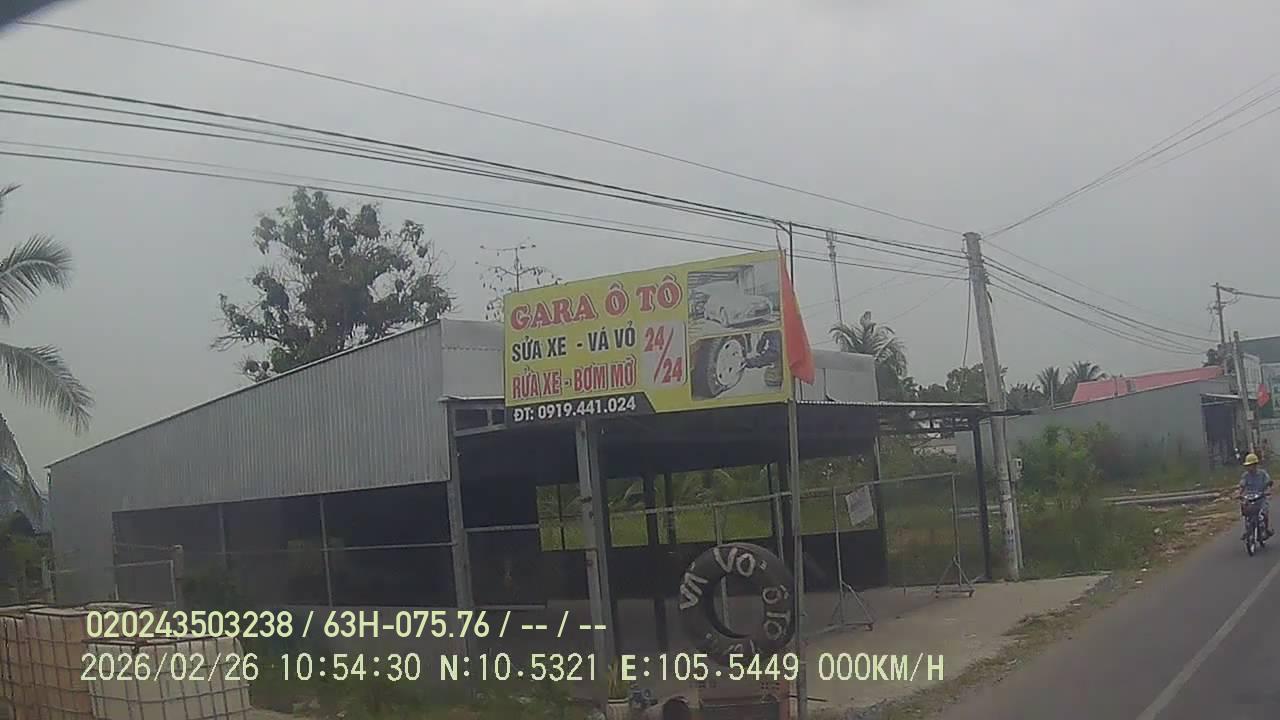 GARA Ô TÔ
SỬA XE - VÁ VỎ
24/24
RỬA XE - BƠM MỠ
ĐT: 0919.441.024
VÁ VỎ
Ô TÔ
020243503238 / 63H-075.76 / -- / --
2026/02/26 10:54:30 N:10.5321 E:105.5449 000KM/H